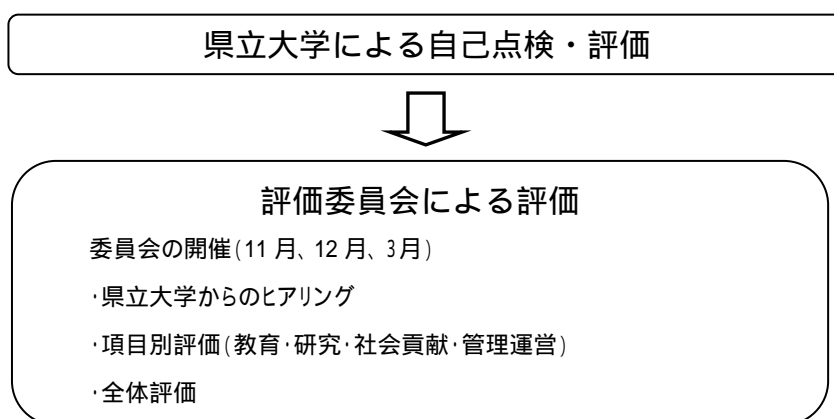 県立大学による自己点検・評価
評価委員会による評価
委員会の開催(11月、12月、3月)
・県立大学からのヒアリング
・項目別評価(教育・研究・社会貢献・管理運営)
・全体評価